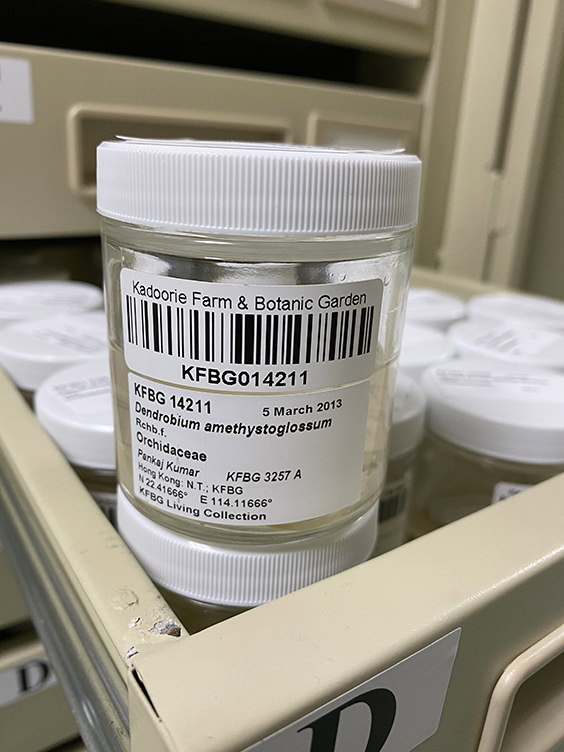 Kadoorie Farm & Botanic Garden
KFBG014211
KFBG 14211 5 March 2013
Dendrobium amethystoglossum
Rchb.f.
Orchidaceae
Pankaj Kumar KFBG 3257 A
Hong Kong: N.T.; KFBG
N 22.41666° E 114.11666°
KFBG Living Collection
D
D